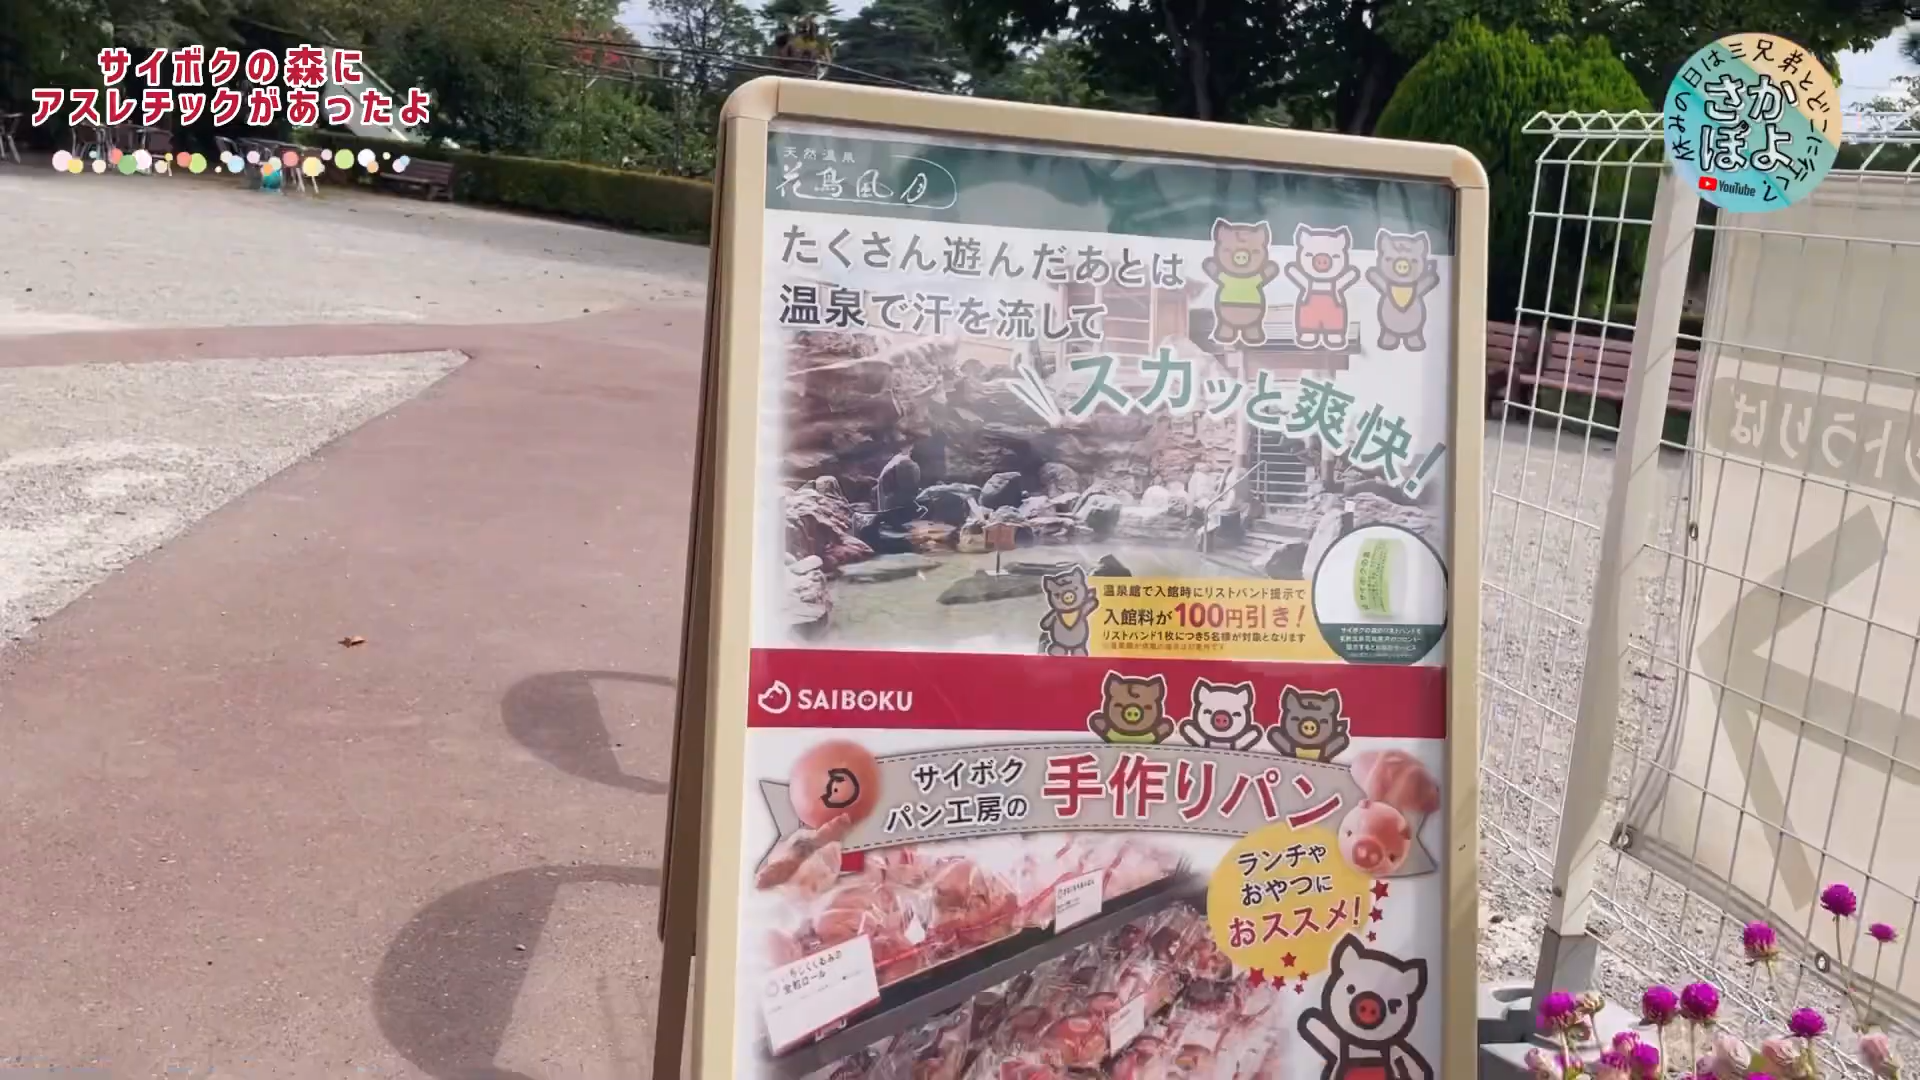 サイボクの森に
アスレチックがあったよ
お休みの日は三兄弟とどこに行く?
さかぼよ
YouTube
天然温泉
花鳥風月
たくさん遊んだあとは
温泉で汗を流して
スカッと爽快!
温泉館で入館時にリストバンド提示で
入館料が100円引き!
リストバンド1枚につき5名様が対象となります
SAIBOKU
サイボク
パン工房の
手作りパン
ランチや
おやつに
おススメ!